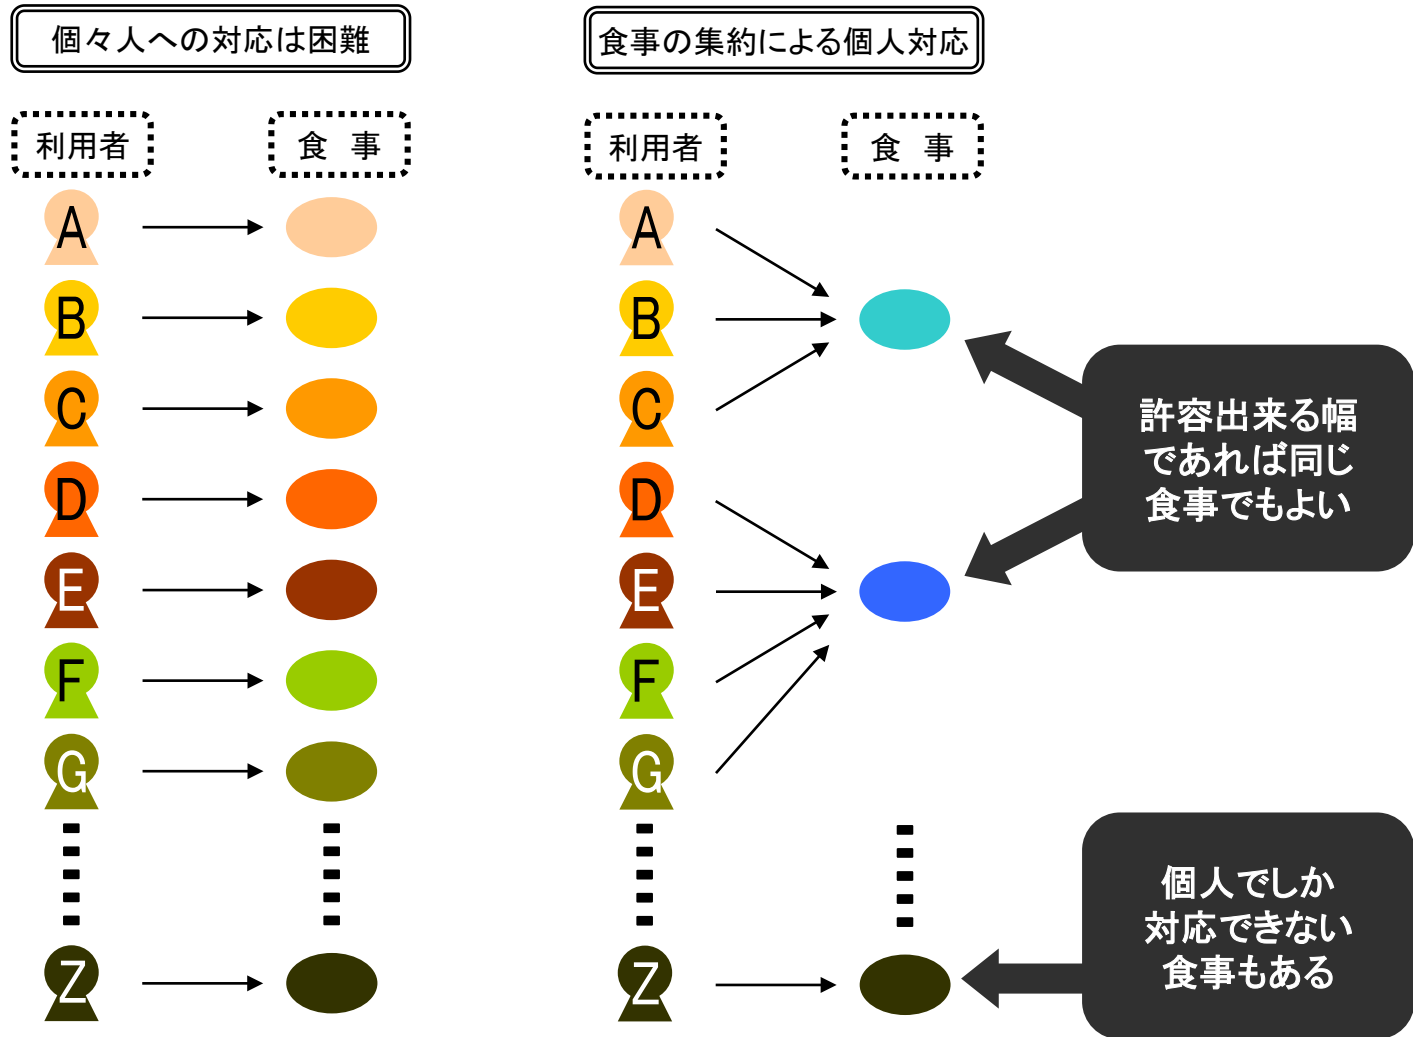 個々人への対応は困難
食事の集約による個人対応
利用者
食　事
利用者
食　事
A
B
C
D
E
F
G
Z
A
B
C
D
E
F
G
Z
許容出来る幅
であれば同じ
食事でもよい
個人でしか
対応できない
食事もある